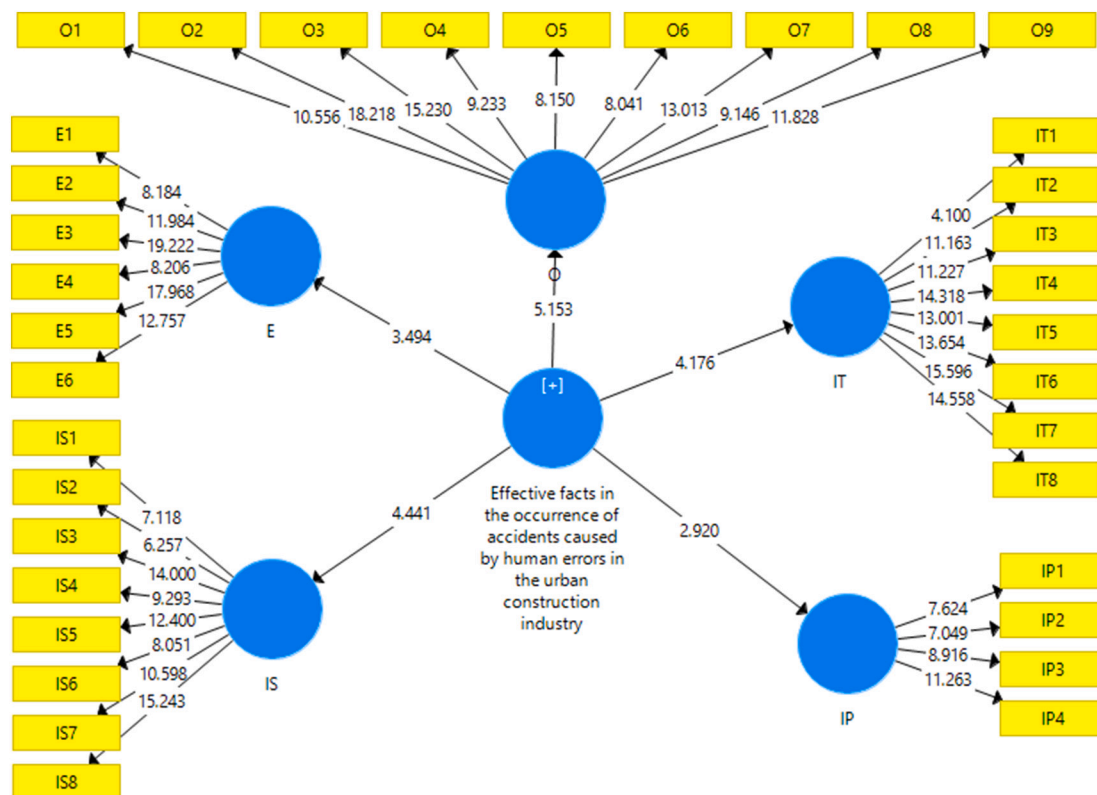 O1 O2 O3 O4 O5 O6 O7 O8 O9
10.556 18.218 15.230 9.233 8.150 8.041 13.013 9.146 11.828
O
5.153
E1
E2
E3
E4
E5
E6
8.184
11.984
19.222
8.206
17.968
12.757
E
3.494
IT1
IT2
IT3
IT4
IT5
IT6
IT7
IT8
4.100
11.163
11.227
14.318
13.001
13.654
15.596
14.558
IT
4.176
[+]
Effective facts in
the occurrence of
accidents caused
by human errors in
the urban
construction
industry
IS1
IS2
IS3
IS4
IS5
IS6
IS7
IS8
7.118
6.257
14.000
9.293
12.400
8.051
10.598
15.243
IS
4.441
2.920
IP1
IP2
IP3
IP4
7.624
7.049
8.916
11.263
IP